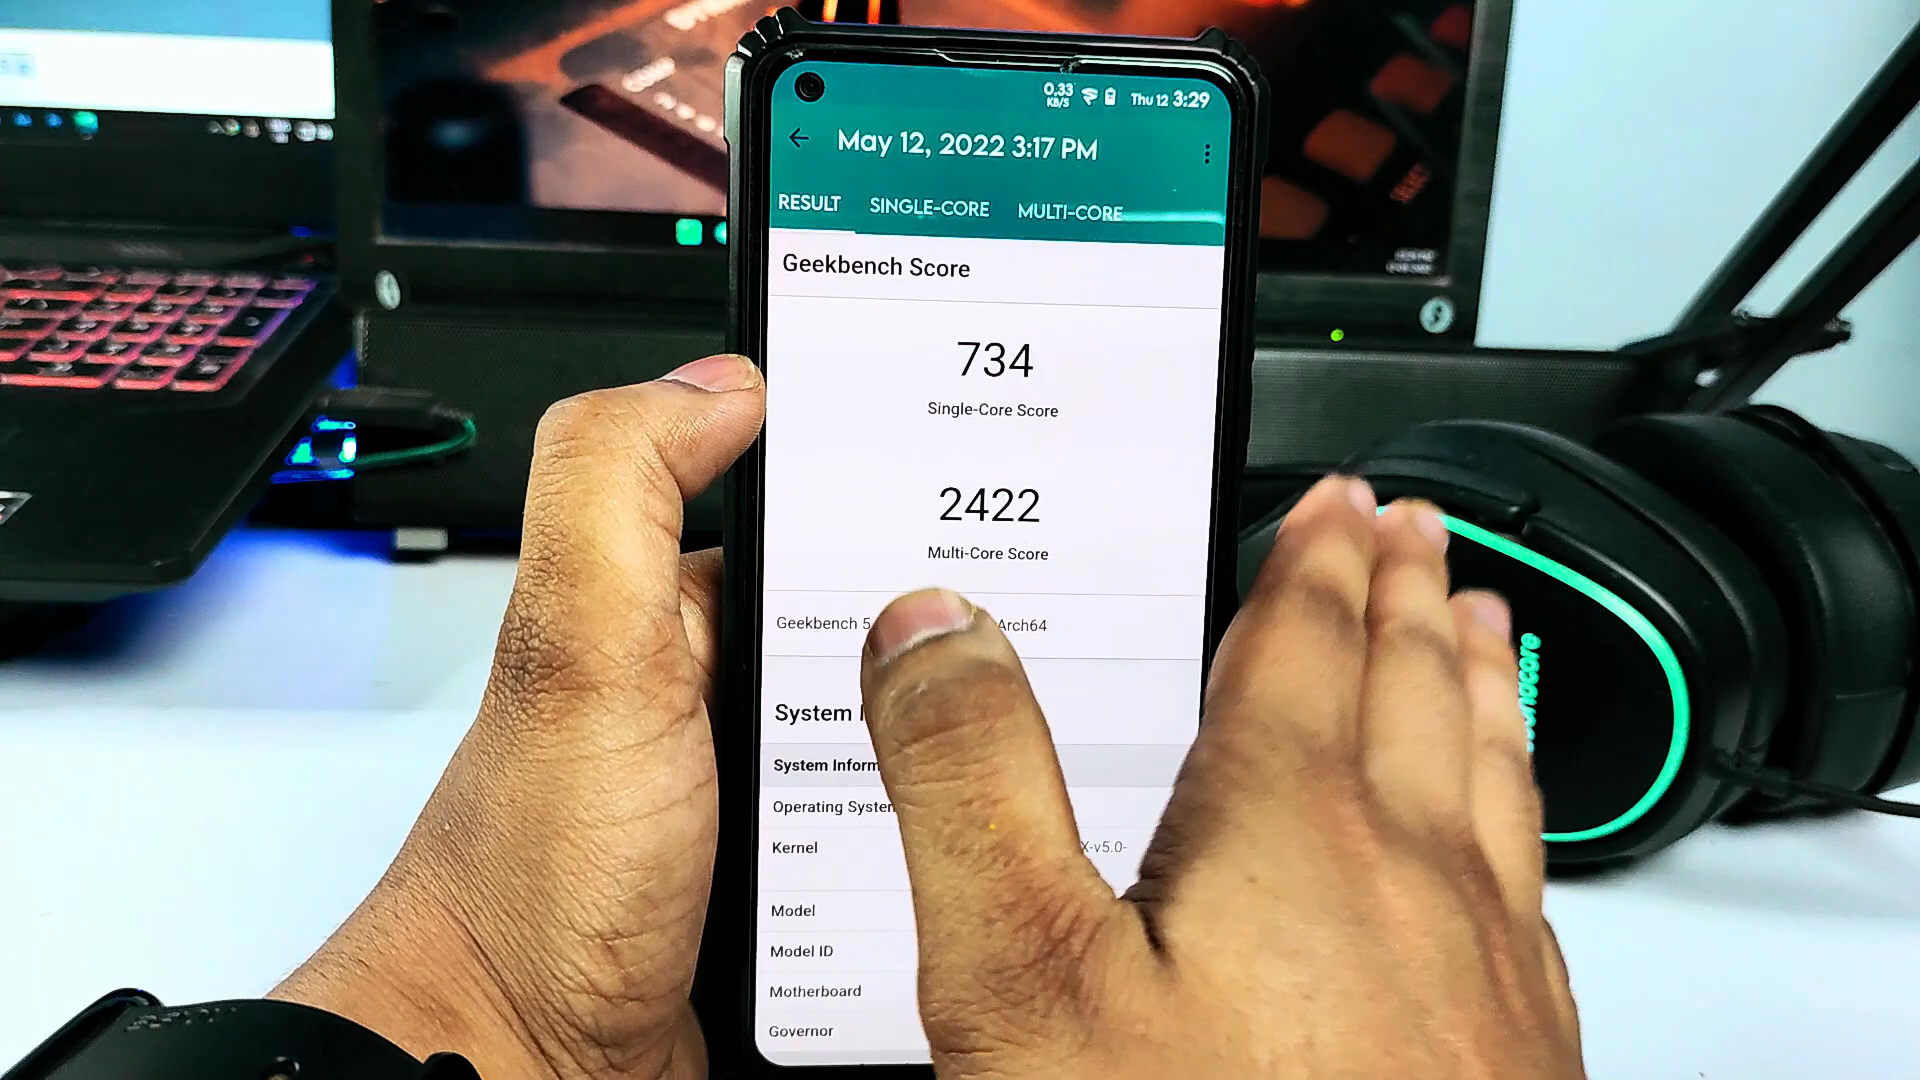 0.33
KB/S
Thu 12 3:29
May 12, 2022 3:17 PM
RESULT SINGLE-CORE MULTI-CORE
Geekbench Score
734
Single-Core Score
2422
Multi-Core Score
Geekbench 5 Arch64
System I
System Inform
Operating System
Kernel X-v5.0-
Model
Model ID
Motherboard
Governor
soundcore